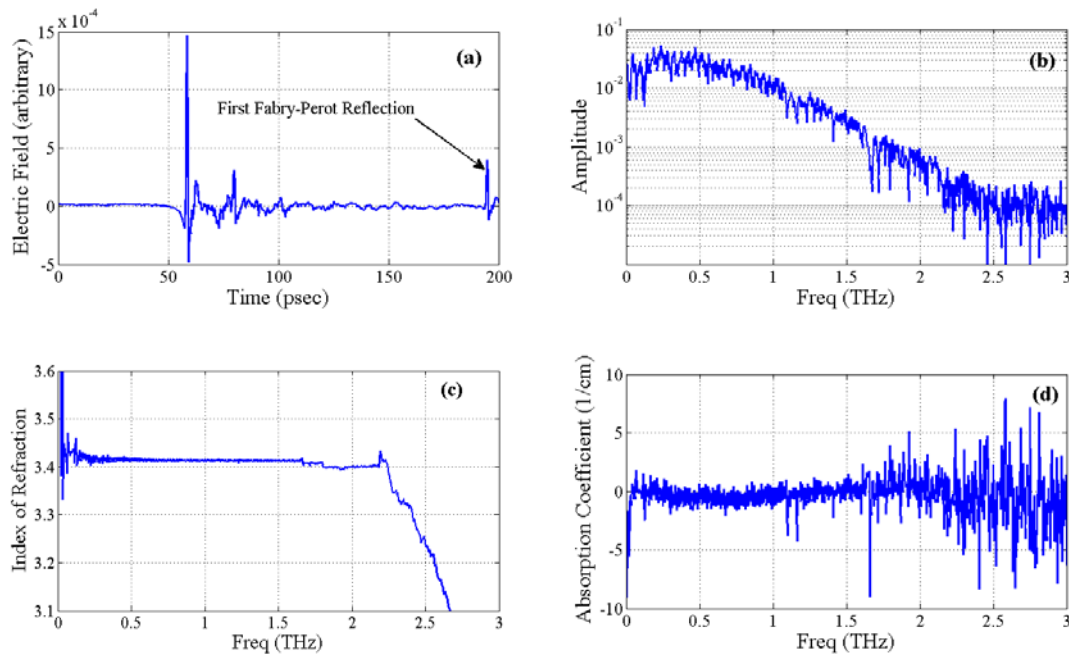 x 10^-4
15
10
5
0
-5
0 50 100 150 200
Electric Field (arbitrary)
Time (psec)
(a)
First Fabry-Perot Reflection
10^-1
10^-2
10^-3
10^-4
0 0.5 1 1.5 2 2.5 3
Amplitude
Freq (THz)
(b)
3.6
3.5
3.4
3.3
3.2
3.1
0 0.5 1 1.5 2 2.5 3
Index of Refraction
Freq (THz)
(c)
10
5
0
-5
-10
0 0.5 1 1.5 2 2.5 3
Absorption Coefficient (1/cm)
Freq (THz)
(d)